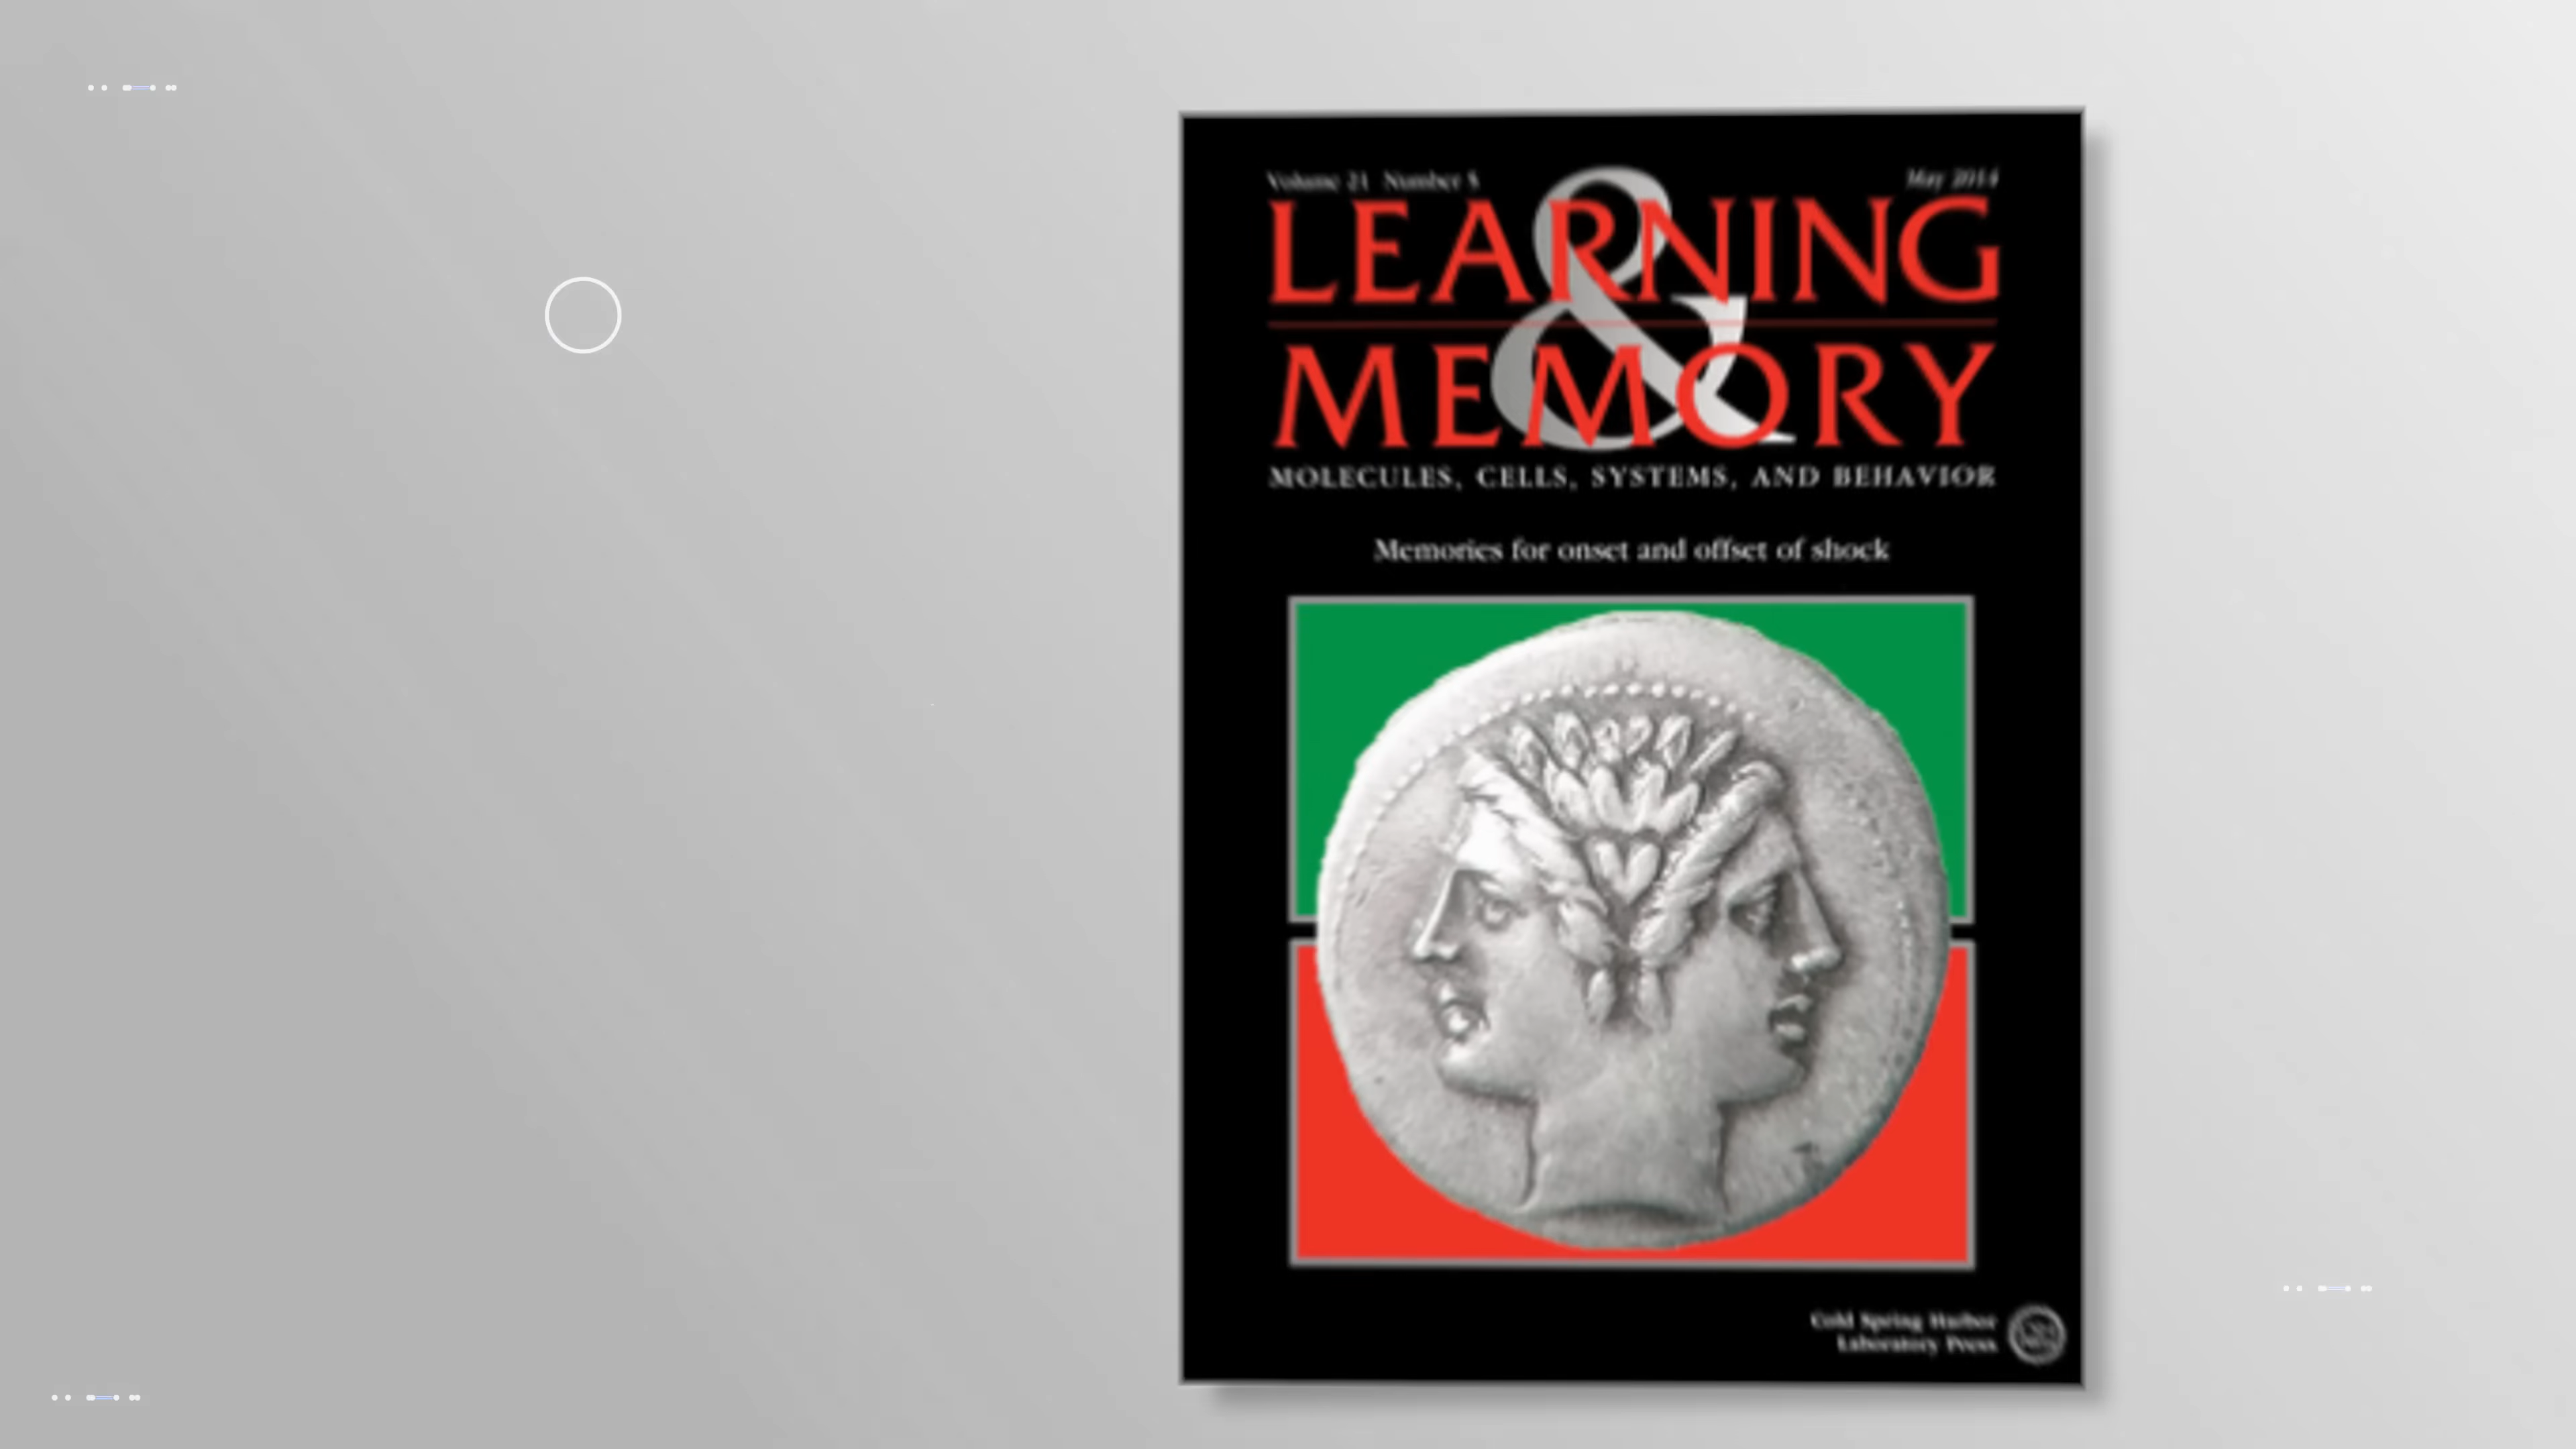 Volume 21 Number 5
May 2014
LEARNING
&
MEMORY
MOLECULES, CELLS, SYSTEMS, AND BEHAVIOR
Memories for onset and offset of shock
Cold Spring Harbor
Laboratory Press